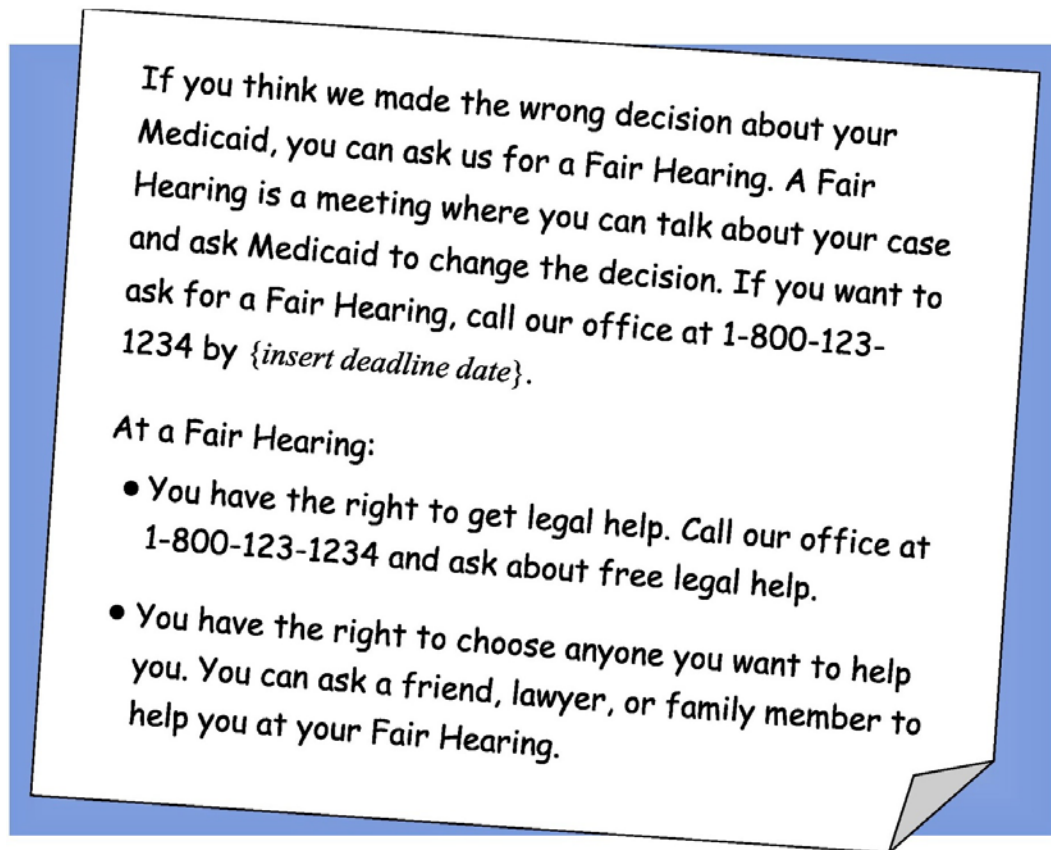 If you think we made the wrong decision about your
Medicaid, you can ask us for a Fair Hearing. A Fair
Hearing is a meeting where you can talk about your case
and ask Medicaid to change the decision. If you want to
ask for a Fair Hearing, call our office at 1-800-123-
1234 by {insert deadline date}.
At a Fair Hearing:
• You have the right to get legal help. Call our office at
1-800-123-1234 and ask about free legal help.
• You have the right to choose anyone you want to help
you. You can ask a friend, lawyer, or family member to
help you at your Fair Hearing.